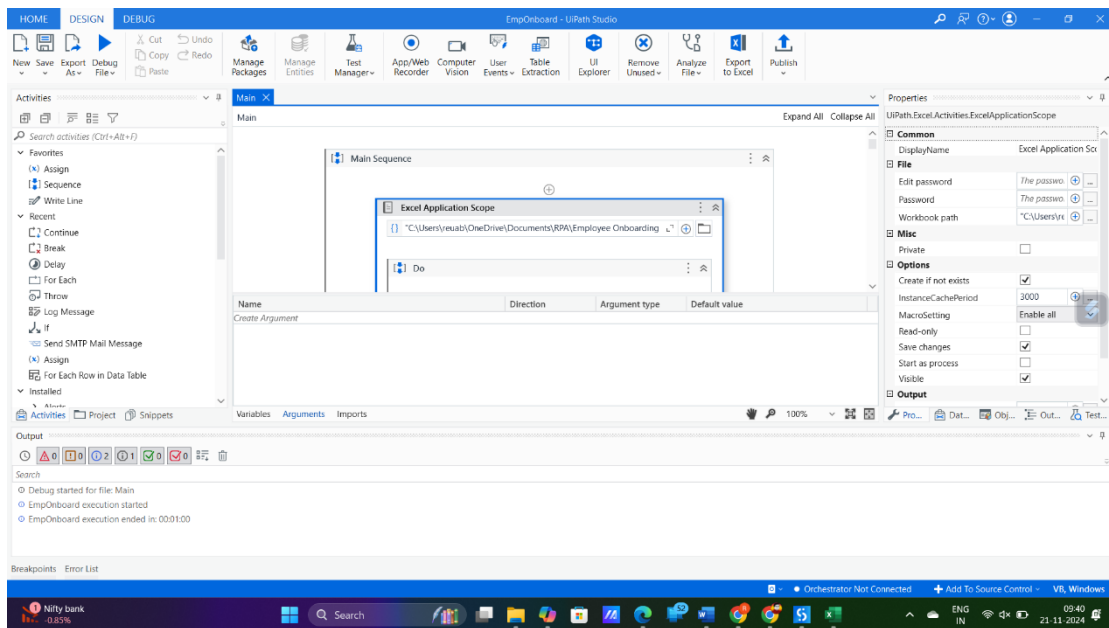 HOME DESIGN DEBUG EmpOnboard - UiPath Studio
New Save Export As Debug File Cut Copy Paste Undo Redo Manage Packages Manage Entities Test Manager App/Web Recorder Computer Vision User Events Table Extraction UI Explorer Remove Unused Analyze File Export to Excel Publish
Activities
Search activities (Ctrl+Alt+F)
Favorites
Assign
Sequence
Write Line
Recent
Continue
Break
Delay
For Each
Throw
Log Message
If
Send SMTP Mail Message
Assign
For Each Row in Data Table
Installed
Activities Project Snippets
Main
Main Expand All Collapse All
Main Sequence
Excel Application Scope
"C:\Users\reuab\OneDrive\Documents\RPA\Employee Onboarding
Do
Name Direction Argument type Default value
Create Argument
Variables Arguments Imports 100%
Properties
UiPath.Excel.Activities.ExcelApplicationScope
Common
DisplayName Excel Application Sco
File
Edit password The passwo
Password The passwo
Workbook path "C:\Users\re
Misc
Private
Options
Create if not exists
InstanceCachePeriod 3000
MacroSetting Enable all
Read-only
Save changes
Start as process
Visible
Output
Pro... Dat... Obj... Out... Test...
Output
0 0 2 1 0 0
Search
Debug started for file: Main
EmpOnboard execution started
EmpOnboard execution ended in: 00:01:00
Breakpoints Error List
Orchestrator Not Connected Add To Source Control VB, Windows
Nifty bank
-0.85%
Search
ENG
IN
09:40
21-11-2024